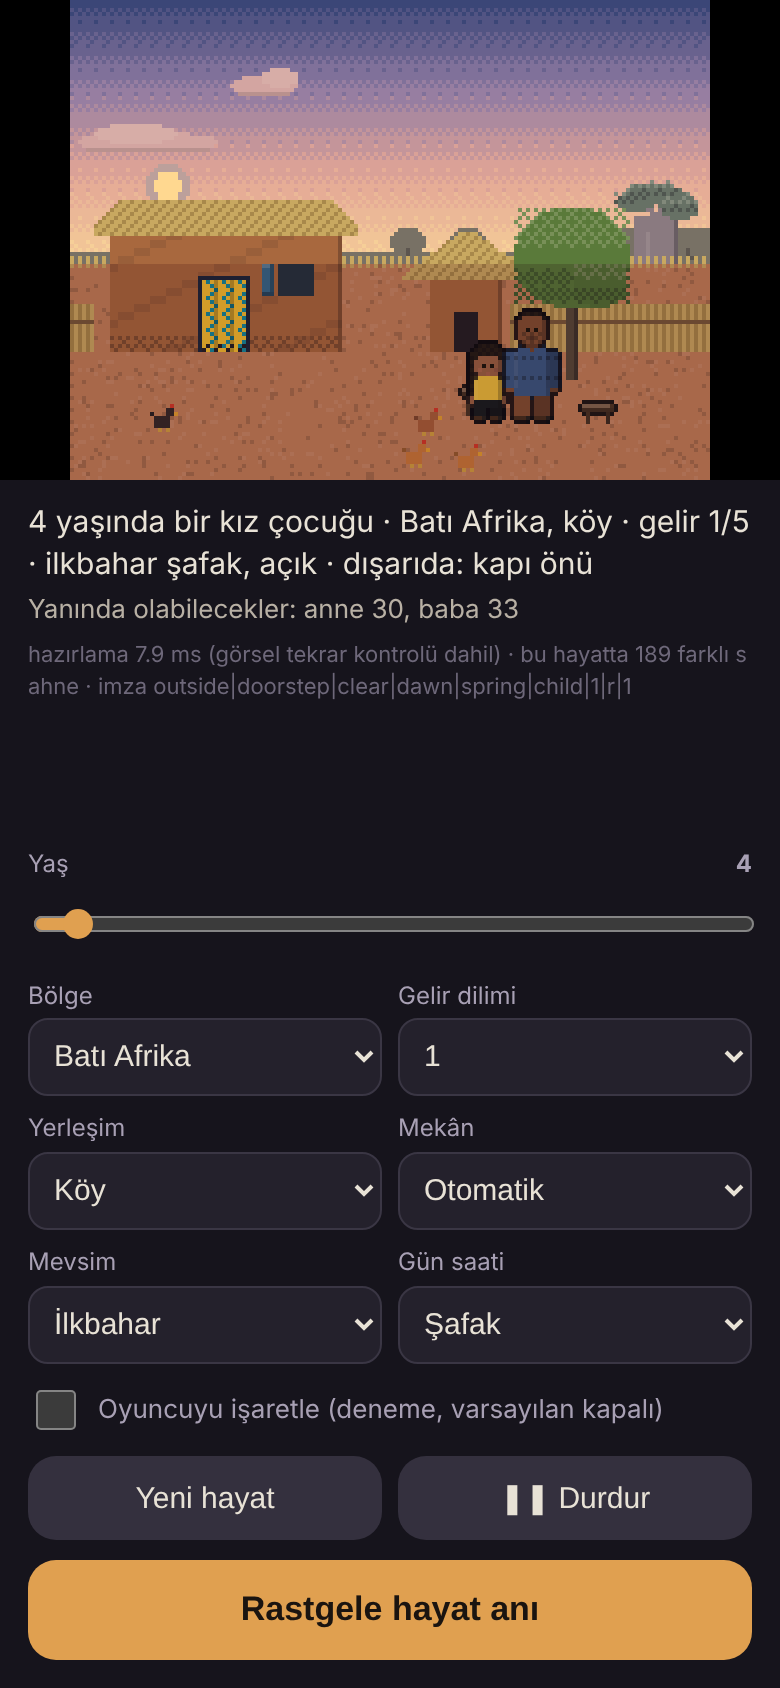 4 yaşında bir kız çocuğu · Batı Afrika, köy · gelir 1/5
· ilkbahar şafak, açık · dışarıda: kapı önü
Yanında olabilecekler: anne 30, baba 33
hazırlama 7.9 ms (görsel tekrar kontrolü dahil) · bu hayatta 189 farklı s
ahne · imza outside|doorstep|clear|dawn|spring|child|1|r|1
Yaş 4
Bölge Gelir dilimi
Batı Afrika 1
Yerleşim Mekân
Köy Otomatik
Mevsim Gün saati
İlkbahar Şafak
Oyuncuyu işaretle (deneme, varsayılan kapalı)
Yeni hayat ❚❚ Durdur
Rastgele hayat anı